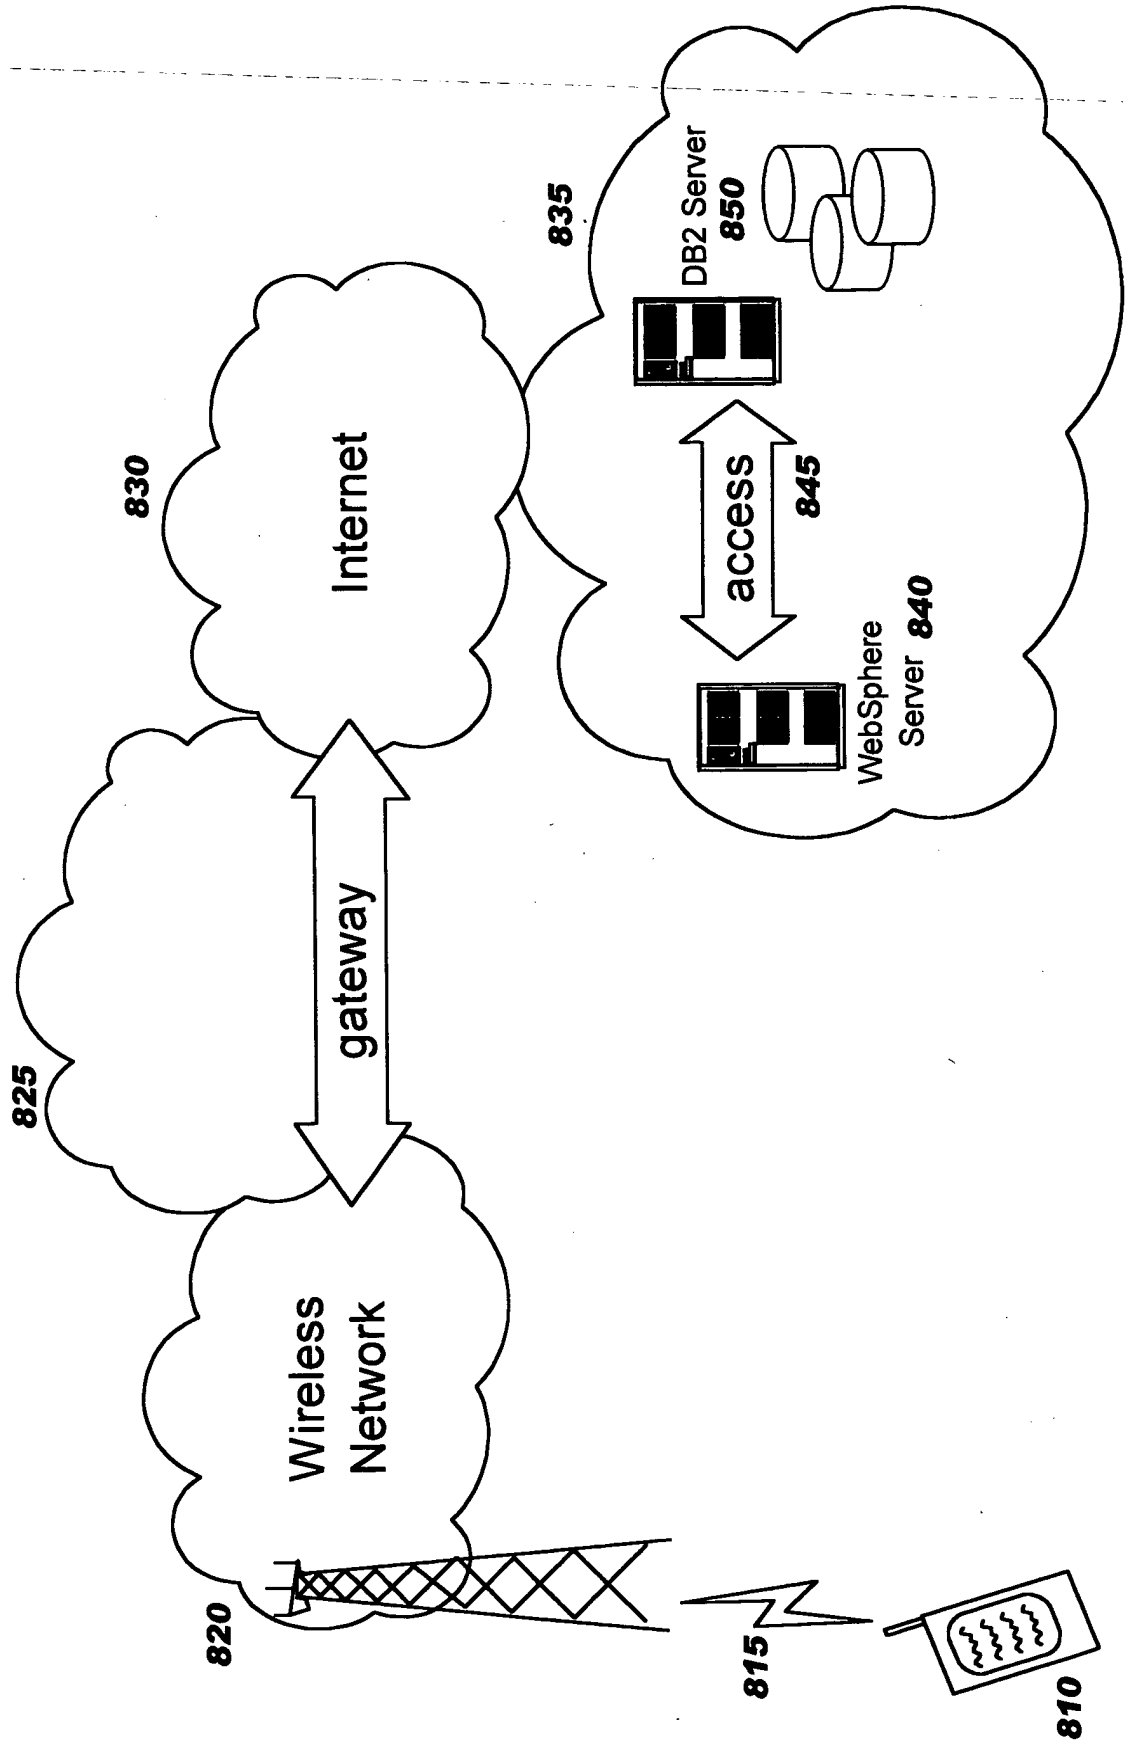 825
830
820
Wireless
Network
gateway
Internet
835
815
810
WebSphere
Server 840
access
845
DB2 Server
850